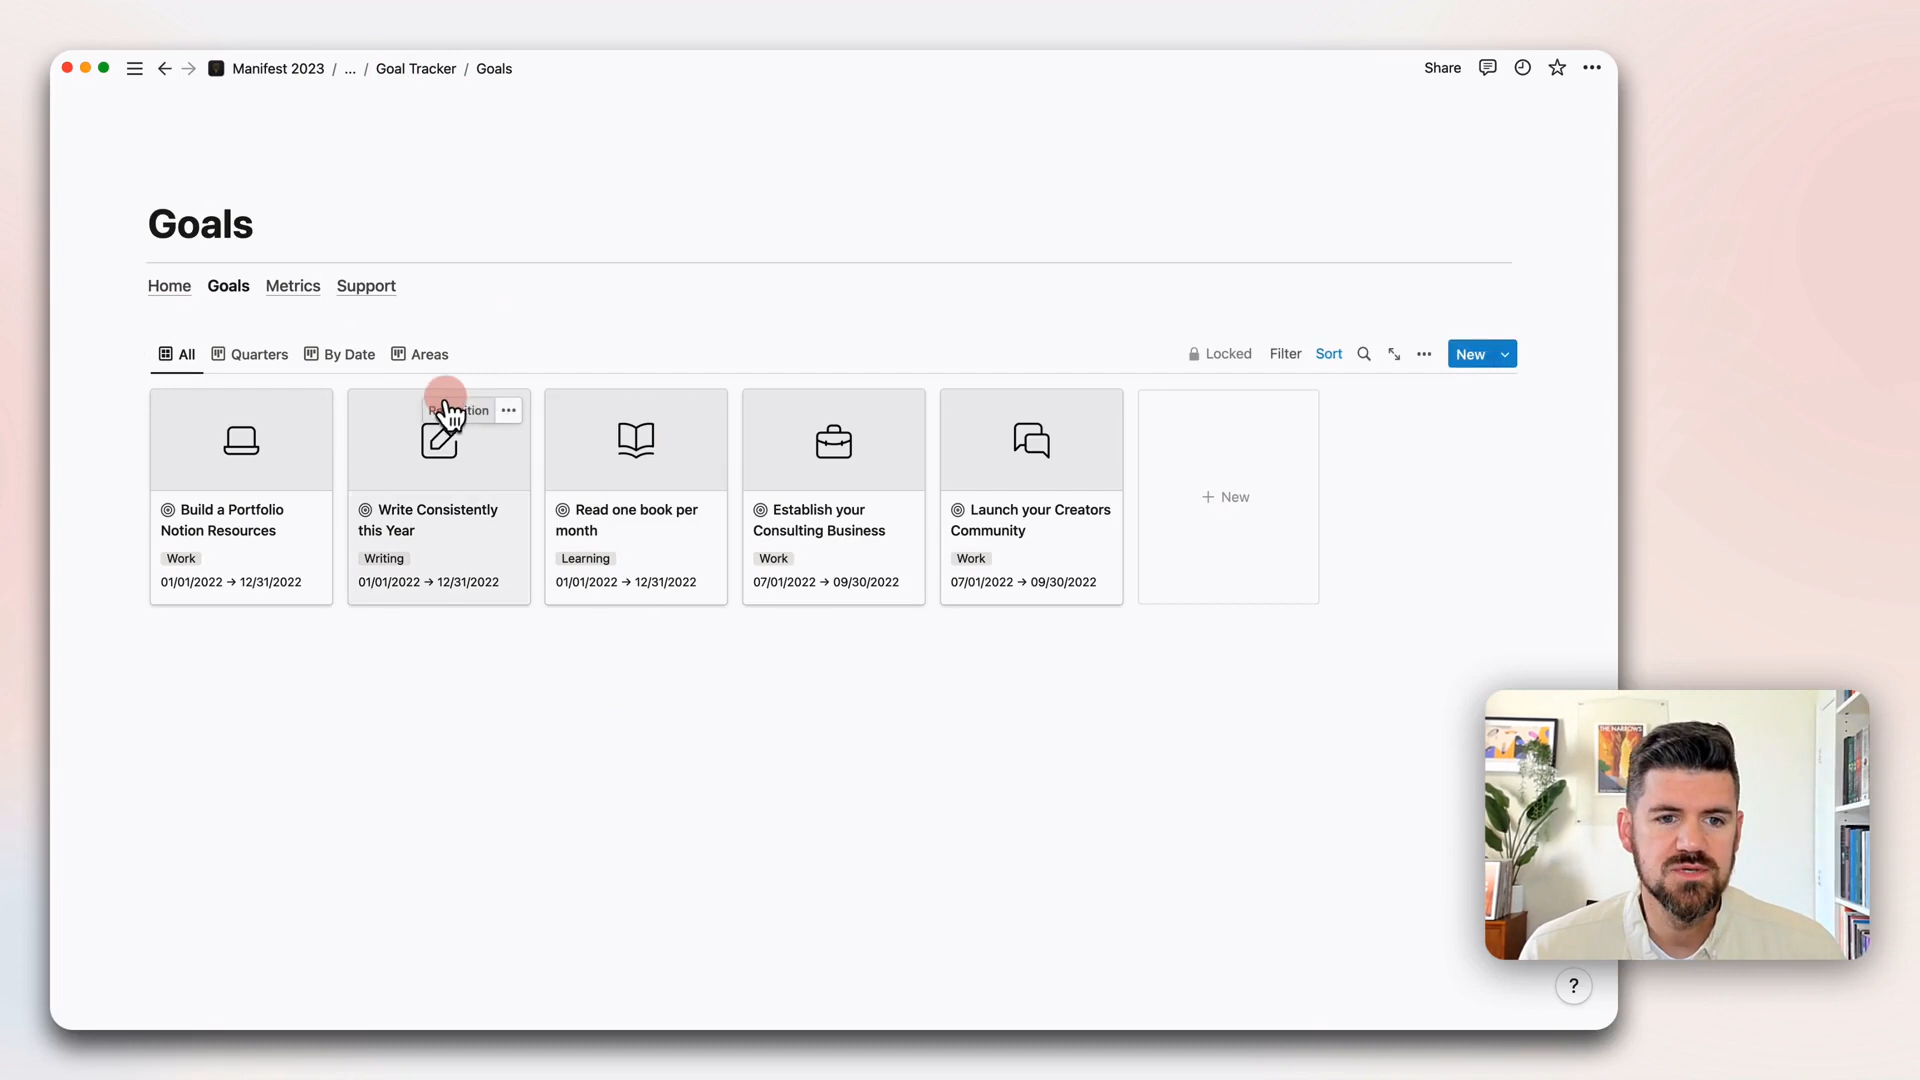 Manifest 2023 / ... / Goal Tracker / Goals
Share
Goals
Home Goals Metrics Support
All Quarters By Date Areas
Locked Filter Sort New
Build a Portfolio
Notion Resources
Work
01/01/2022 → 12/31/2022
Write Consistently
this Year
Writing
01/01/2022 → 12/31/2022
Read one book per
month
Learning
01/01/2022 → 12/31/2022
Establish your
Consulting Business
Work
07/01/2022 → 09/30/2022
Launch your Creators
Community
Work
07/01/2022 → 09/30/2022
+ New
THE NARROWS
?